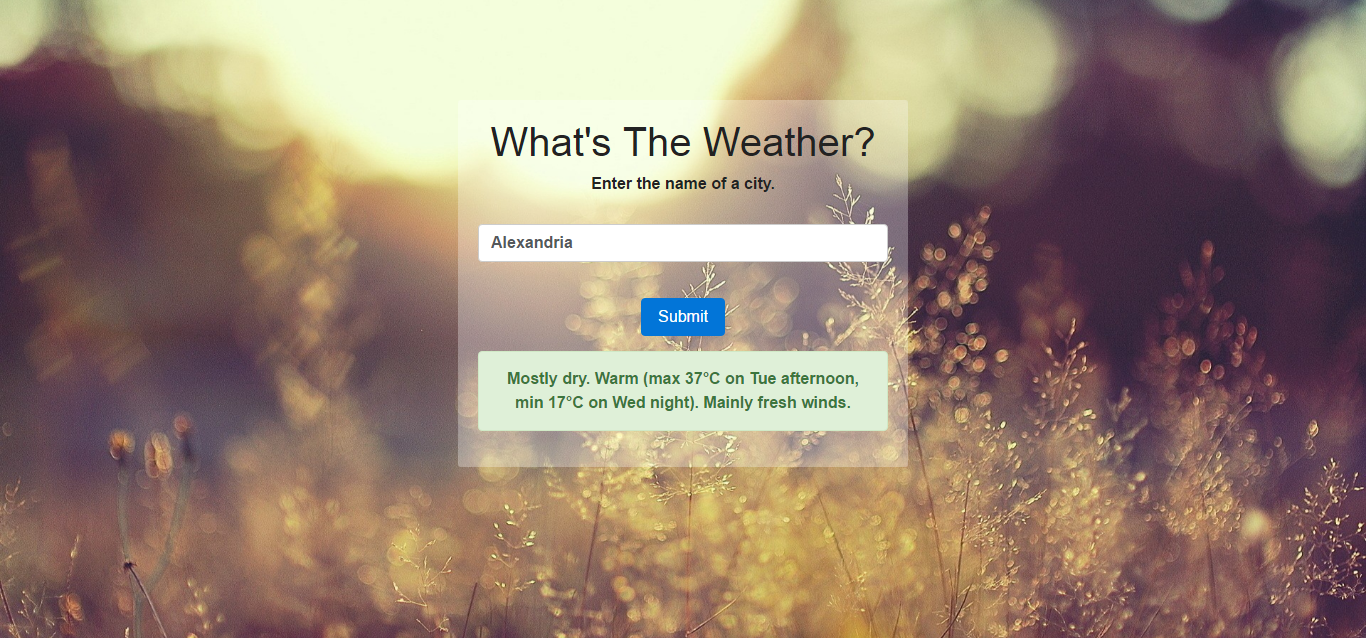 What's The Weather?
Enter the name of a city.
Alexandria
Submit
Mostly dry. Warm (max 37°C on Tue afternoon,
min 17°C on Wed night). Mainly fresh winds.